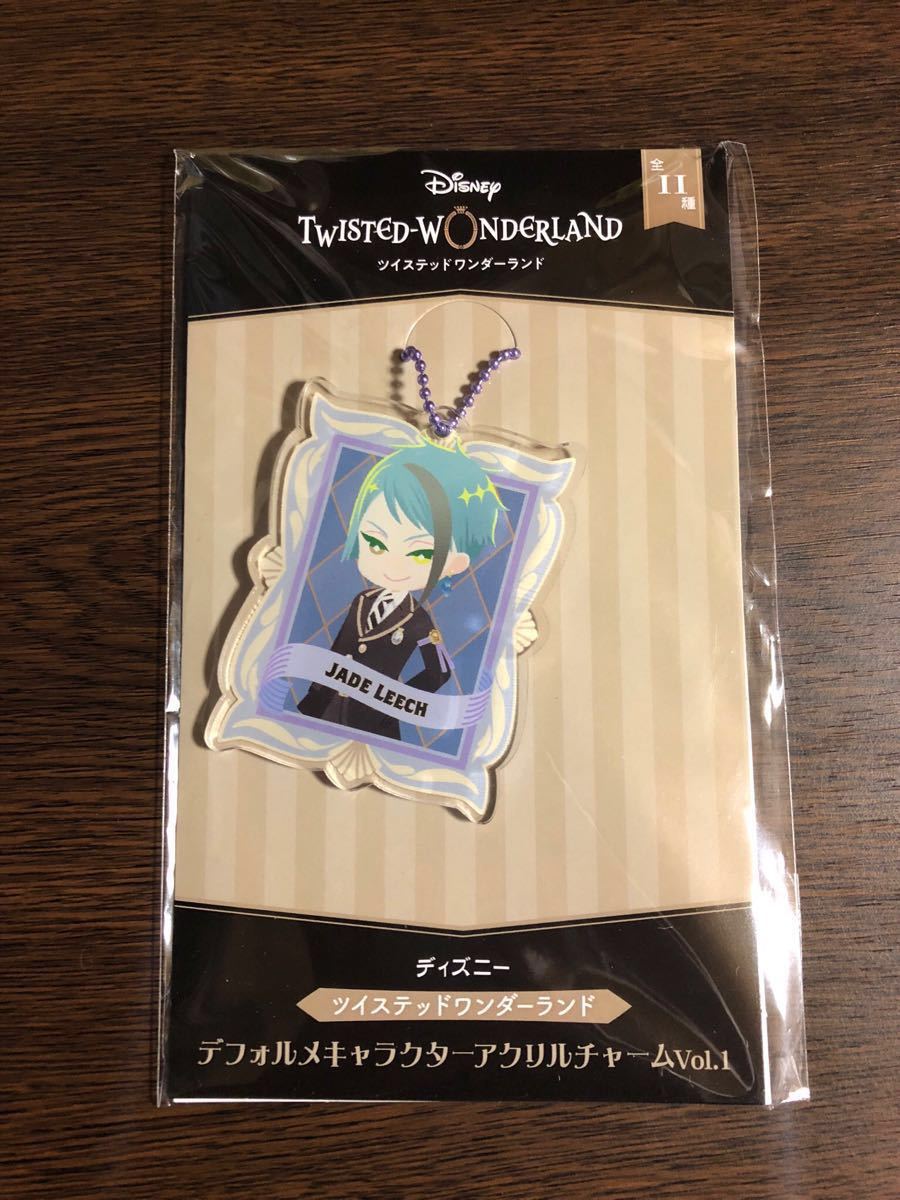 Disney
TWISTED-WONDERLAND
ツイステッドワンダーランド
全
11
種
JADE LEECH
ディズニー
ツイステッドワンダーランド
デフォルメキャラクターアクリルチャームVol.1